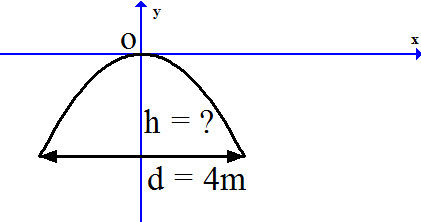 y
x
o
h = ?
d = 4m